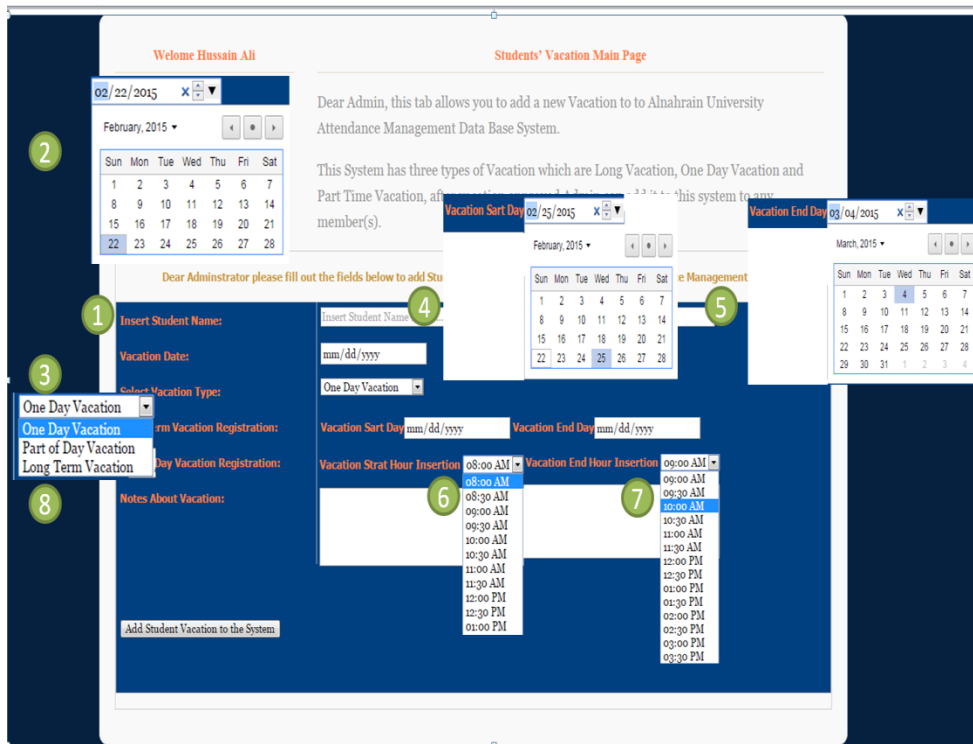 Welome Hussain Ali
Students' Vacation Main Page
02/22/2015
February, 2015
Sun Mon Tue Wed Thu Fri Sat
1 2 3 4 5 6 7
8 9 10 11 12 13 14
15 16 17 18 19 20 21
22 23 24 25 26 27 28
2
Dear Admin, this tab allows you to add a new Vacation to to Alnahrain University
Attendance Management Data Base System.
This System has three types of Vacation which are Long Vacation, One Day Vacation and
Part Time Vacation, after this system to any
member(s).
Vacation Sart Day 02/25/2015
February, 2015
Sun Mon Tue Wed Thu Fri Sat
1 2 3 4 5 6 7
8 9 10 11 12 13 14
15 16 17 18 19 20 21
22 23 24 25 26 27 28
4
Vacation End Day 03/04/2015
March, 2015
Sun Mon Tue Wed Thu Fri Sat
1 2 3 4 5 6 7
8 9 10 11 12 13 14
15 16 17 18 19 20 21
22 23 24 25 26 27 28
29 30 31 1 2 3 4
5
Dear Adminstrator please fill out the fields below to add Management
1
Insert Student Name: Insert Student Name
Vacation Date: mm/dd/yyyy
3
Select Vacation Type: One Day Vacation
One Day Vacation
One Day Vacation
Part of Day Vacation
Long Term Vacation
8
Vacation Registration: Vacation Sart Day mm/dd/yyyy Vacation End Day mm/dd/yyyy
Day Vacation Registration: Vacation Strat Hour Insertion 08:00 AM Vacation End Hour Insertion 09:00 AM
6
08:00 AM
08:30 AM
09:00 AM
09:30 AM
10:00 AM
10:30 AM
11:00 AM
11:30 AM
12:00 PM
12:30 PM
01:00 PM
7
09:00 AM
09:30 AM
10:00 AM
10:30 AM
11:00 AM
11:30 AM
12:00 PM
12:30 PM
01:00 PM
01:30 PM
02:00 PM
02:30 PM
03:00 PM
03:30 PM
Notes About Vacation:
Add Student Vacation to the System